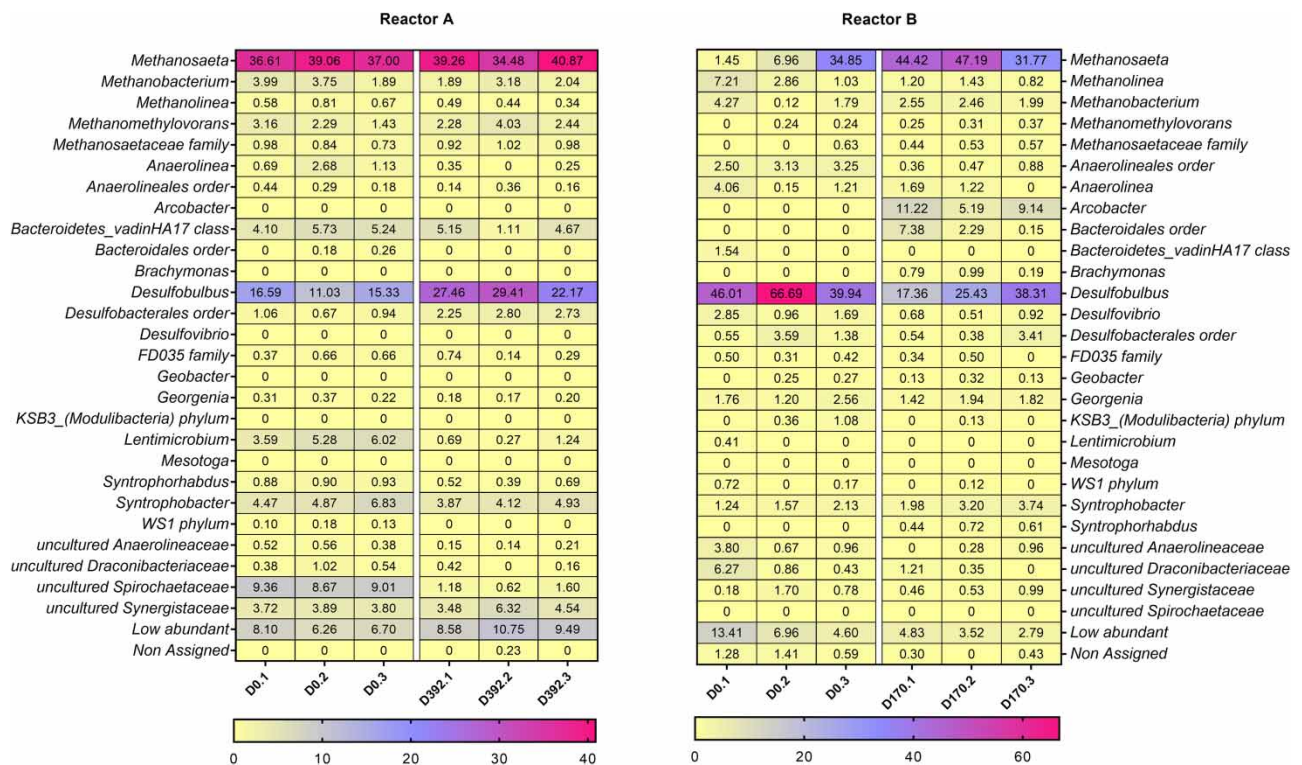 Reactor A
Reactor B
Methanosaeta 36.61 39.06 37.00 39.26 34.48 40.87 1.45 6.96 34.85 44.42 47.19 31.77 Methanosaeta
Methanobacterium 3.99 3.75 1.89 1.89 3.18 2.04 7.21 2.86 1.03 1.20 1.43 0.82 Methanolinea
Methanolinea 0.58 0.81 0.67 0.49 0.44 0.34 4.27 0.12 1.79 2.55 2.46 1.99 Methanobacterium
Methanomethylovorans 3.16 2.29 1.43 2.28 4.03 2.44 0 0.24 0.24 0.25 0.31 0.37 Methanomethylovorans
Methanosaetaceae family 0.98 0.84 0.73 0.92 1.02 0.98 0 0 0.63 0.44 0.53 0.57 Methanosaetaceae family
Anaerolinea 0.69 2.68 1.13 0.35 0 0.25 2.50 3.13 3.25 0.36 0.47 0.88 Anaerolineales order
Anaerolineales order 0.44 0.29 0.18 0.14 0.36 0.16 4.06 0.15 1.21 1.69 1.22 0 Anaerolinea
Arcobacter 0 0 0 0 0 0 0 0 0 11.22 5.19 9.14 Arcobacter
Bacteroidetes_vadinHA17 class 4.10 5.73 5.24 5.15 1.11 4.67 0 0 0 7.38 2.29 0.15 Bacteroidales order
Bacteroidales order 0 0.18 0.26 0 0 0 1.54 0 0 0 0 0 Bacteroidetes_vadinHA17 class
Brachymonas 0 0 0 0 0 0 0 0 0 0.79 0.99 0.19 Brachymonas
Desulfobulbus 16.59 11.03 15.33 27.46 29.41 22.17 46.01 66.69 39.94 17.36 25.43 38.31 Desulfobulbus
Desulfobacterales order 1.06 0.67 0.94 2.25 2.80 2.73 2.85 0.96 1.69 0.68 0.51 0.92 Desulfovibrio
Desulfovibrio 0 0 0 0 0 0 0.55 3.59 1.38 0.54 0.38 3.41 Desulfobacterales order
FD035 family 0.37 0.66 0.66 0.74 0.14 0.29 0.50 0.31 0.42 0.34 0.50 0 FD035 family
Geobacter 0 0 0 0 0 0 0 0.25 0.27 0.13 0.32 0.13 Geobacter
Georgenia 0.31 0.37 0.22 0.18 0.17 0.20 1.76 1.20 2.56 1.42 1.94 1.82 Georgenia
KSB3_(Modulibacteria) phylum 0 0 0 0 0 0 0 0.36 1.08 0 0.13 0 KSB3_(Modulibacteria) phylum
Lentimicrobium 3.59 5.28 6.02 0.69 0.27 1.24 0.41 0 0 0 0 0 Lentimicrobium
Mesotoga 0 0 0 0 0 0 0 0 0 0 0 0 Mesotoga
Syntrophorhabdus 0.88 0.90 0.93 0.52 0.39 0.69 0.72 0 0.17 0 0.12 0 WS1 phylum
Syntrophobacter 4.47 4.87 6.83 3.87 4.12 4.93 1.24 1.57 2.13 1.98 3.20 3.74 Syntrophobacter
WS1 phylum 0.10 0.18 0.13 0 0 0 0 0 0 0.44 0.72 0.61 Syntrophorhabdus
uncultured Anaerolineaceae 0.52 0.56 0.38 0.15 0.14 0.21 3.80 0.67 0.96 0 0.28 0.96 uncultured Anaerolineaceae
uncultured Draconibacteriaceae 0.38 1.02 0.54 0.42 0 0.16 6.27 0.86 0.43 1.21 0.35 0 uncultured Draconibacteriaceae
uncultured Spirochaetaceae 9.36 8.67 9.01 1.18 0.62 1.60 0.18 1.70 0.78 0.46 0.53 0.99 uncultured Synergistaceae
uncultured Synergistaceae 3.72 3.89 3.80 3.48 6.32 4.54 0 0 0 0 0 0 uncultured Spirochaetaceae
Low abundant 8.10 6.26 6.70 8.58 10.75 9.49 13.41 6.96 4.60 4.83 3.52 2.79 Low abundant
Non Assigned 0 0 0 0 0.23 0 1.28 1.41 0.59 0.30 0 0.43 Non Assigned
D0.1 D0.2 D0.3 D392.1 D392.2 D392.3 D0.1 D0.2 D0.3 D170.1 D170.2 D170.3
0 10 20 30 40 0 20 40 60